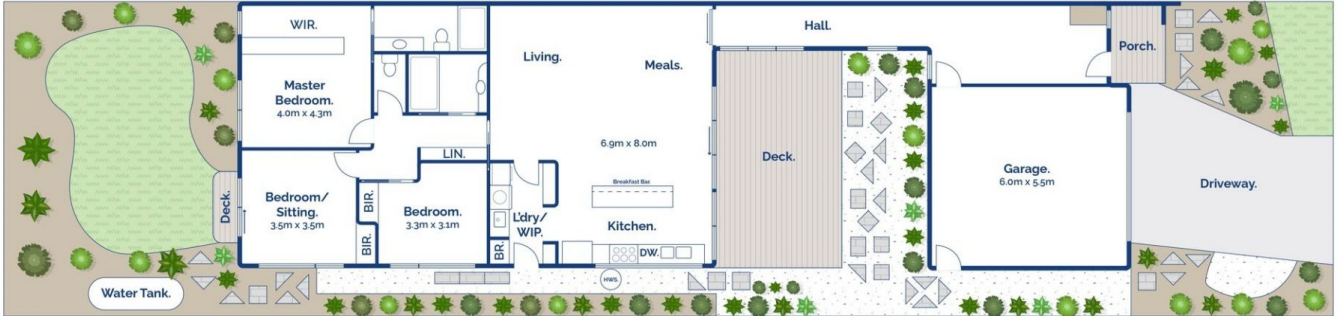 WIR.
Living.
Meals.
Hall.
Porch.
Master
Bedroom.
4.0m x 4.3m
6.9m x 8.0m
LIN.
Deck.
Garage.
6.0m x 5.5m
Driveway.
Breakfast Bar
Deck.
Bedroom/
Sitting.
3.5m x 3.5m
BIR.
BIR.
Bedroom.
3.3m x 3.1m
L'dry/
WIP.
BR.
Kitchen.
DW.
HWS.
Water Tank.